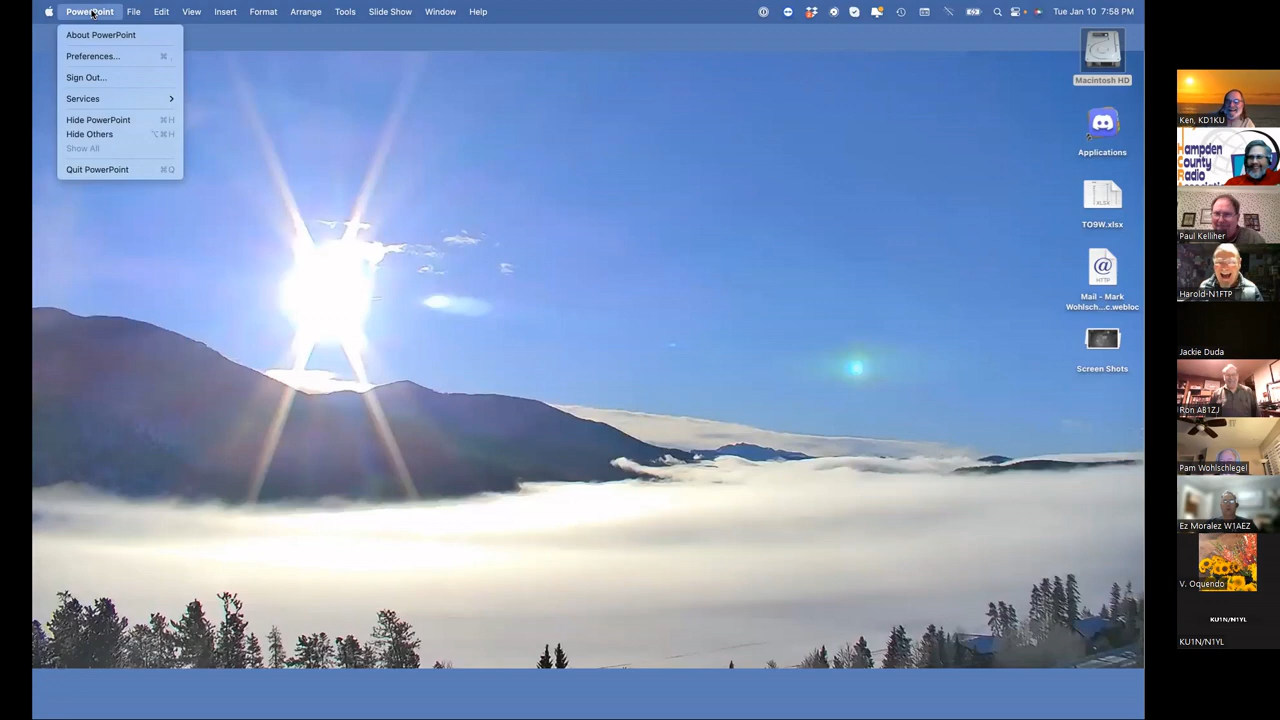 PowerPoint File Edit View Insert Format Arrange Tools Slide Show Window Help Tue Jan 10 7:58 PM
About PowerPoint
Preferences... ⌘ ,
Sign Out...
Services
Hide PowerPoint ⌘H
Hide Others ⌥⌘H
Show All
Quit PowerPoint ⌘Q
Macintosh HD
Applications
XLSX
TO9W.xlsx
@
HTTP
Mail - Mark
Wohlsch...c.webloc
Screen Shots
Ken, KD1KU
Hampden
County
Radio
Paul Kelliher
Harold-N1FTP
Jackie Duda
Ron AB1ZJ
Pam Wohlschlegel
Ez Moralez W1AEZ
V. Oquendo
KU1N/N1YL
KU1N/N1YL